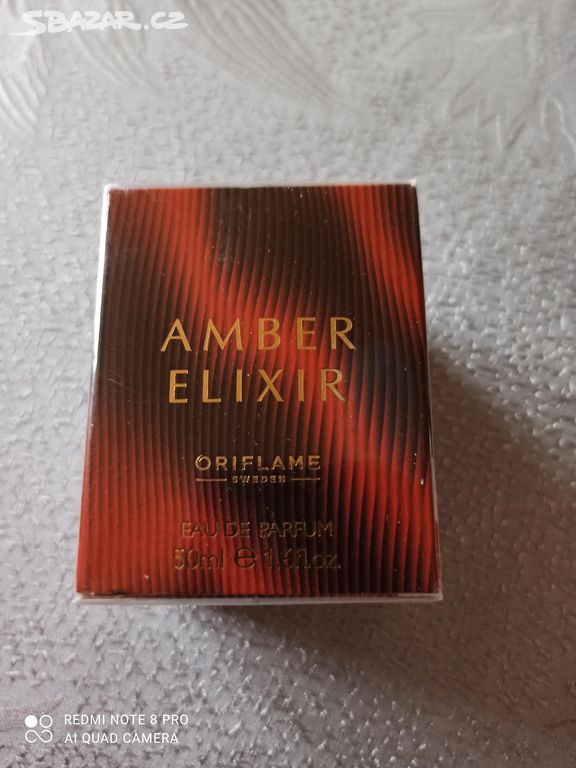 SBAZAR.CZ
AMBER
ELIXIR
ORIFLAME
SWEDEN
EAU DE PARFUM
50ml ℮ 1.6fl.oz.
REDMI NOTE 8 PRO
AI QUAD CAMERA